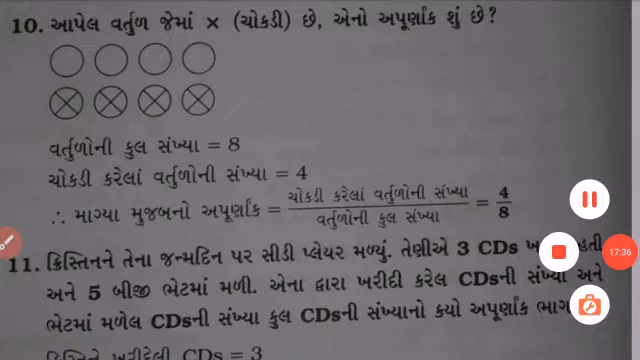 10. આપેલ વર્તુળ જેમાં × (ચોકડી) છે, એનો અપૂર્ણાંક શું છે?
વર્તુળોની કુલ સંખ્યા = 8
ચોકડી કરેલાં વર્તુળોની સંખ્યા = 4
∴ માગ્યા મુજબનો અપૂર્ણાંક = ચોકડી કરેલાં વર્તુળોની સંખ્યા / વર્તુળોની કુલ સંખ્યા = 4/8
11. ક્રિસ્તિનને તેના જન્મદિન પર સીડી પ્લેયર મળ્યું. તેણીએ 3 CDs
અને 5 બીજી ભેટમાં મળી. એના દ્વારા ખરીદી કરેલ CDsની સંખ્યા અને
ભેટમાં મળેલ CDsની સંખ્યા કુલ CDsની સંખ્યાનો કયો અપૂર્ણાંક ભાગ
CDs = 3
17:36